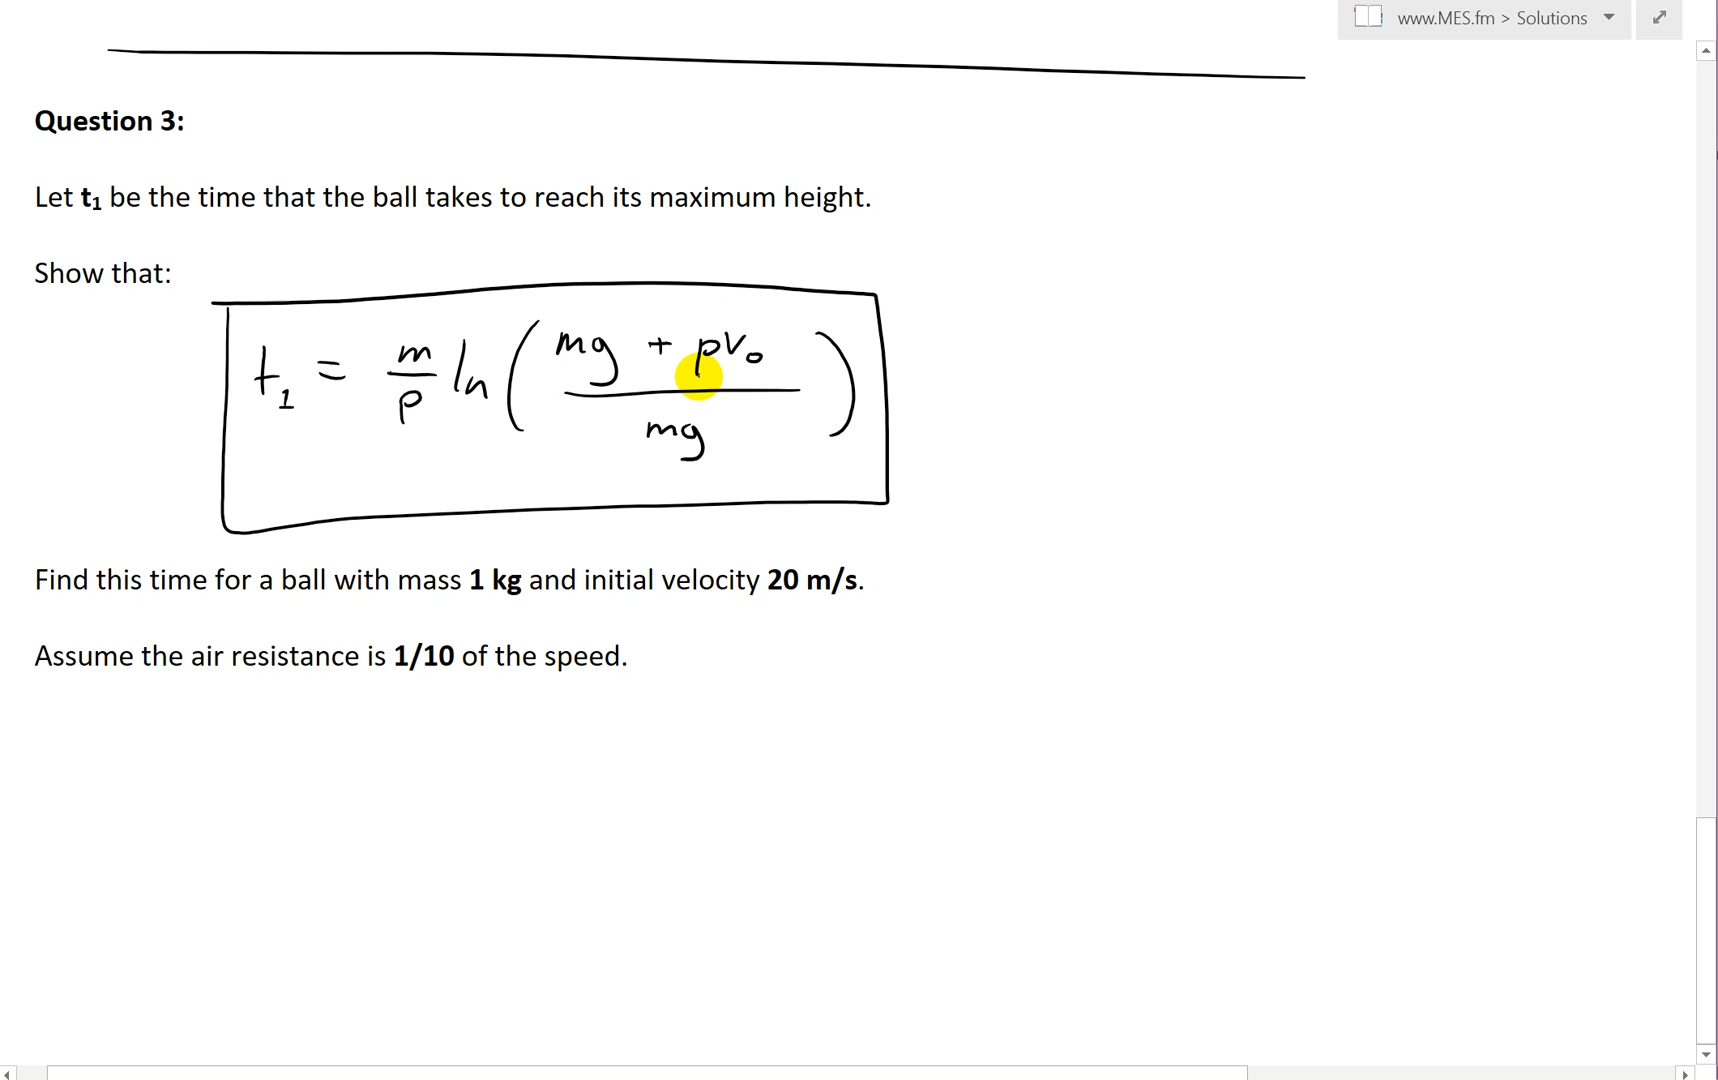 www.MES.fm > Solutions
Question 3:
Let t₁ be the time that the ball takes to reach its maximum height.
Show that:
t₁ = m/p ln( (mg + pv₀) / mg )
Find this time for a ball with mass 1 kg and initial velocity 20 m/s.
Assume the air resistance is 1/10 of the speed.